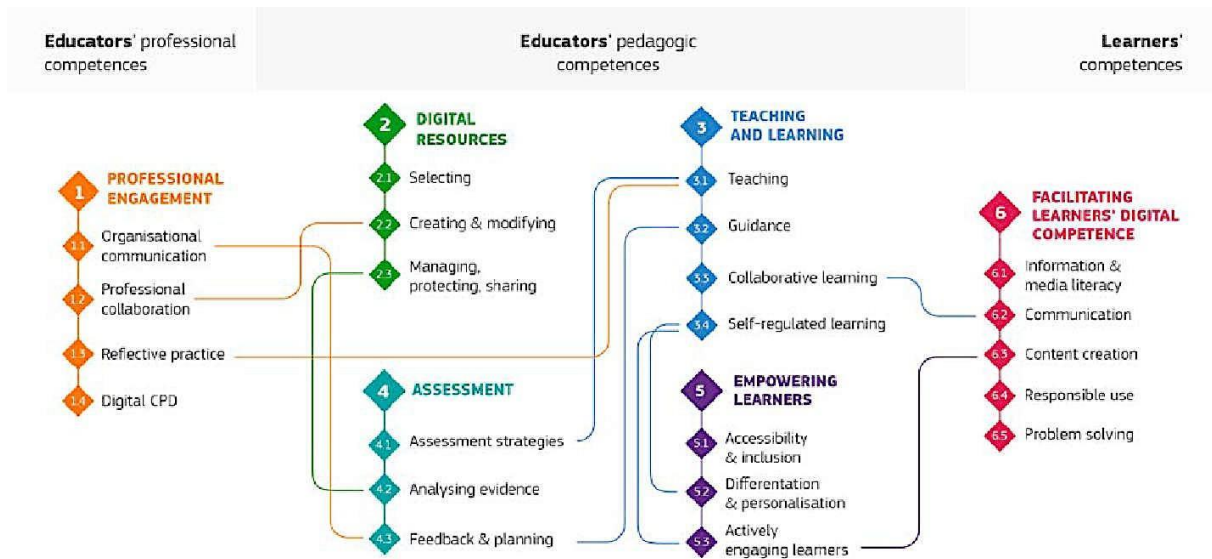 Educators' professional
competences
Educators' pedagogic
competences
Learners'
competences
1
PROFESSIONAL
ENGAGEMENT
1.1
Organisational
communication
1.2
Professional
collaboration
1.3
Reflective practice
1.4
Digital CPD
2
DIGITAL
RESOURCES
2.1
Selecting
2.2
Creating & modifying
2.3
Managing,
protecting, sharing
4
ASSESSMENT
4.1
Assessment strategies
4.2
Analysing evidence
4.3
Feedback & planning
3
TEACHING
AND LEARNING
3.1
Teaching
3.2
Guidance
3.3
Collaborative learning
3.4
Self-regulated learning
5
EMPOWERING
LEARNERS
5.1
Accessibility
& inclusion
5.2
Differentation
& personalisation
5.3
Actively
engaging learners
6
FACILITATING
LEARNERS' DIGITAL
COMPETENCE
6.1
Information &
media literacy
6.2
Communication
6.3
Content creation
6.4
Responsible use
6.5
Problem solving